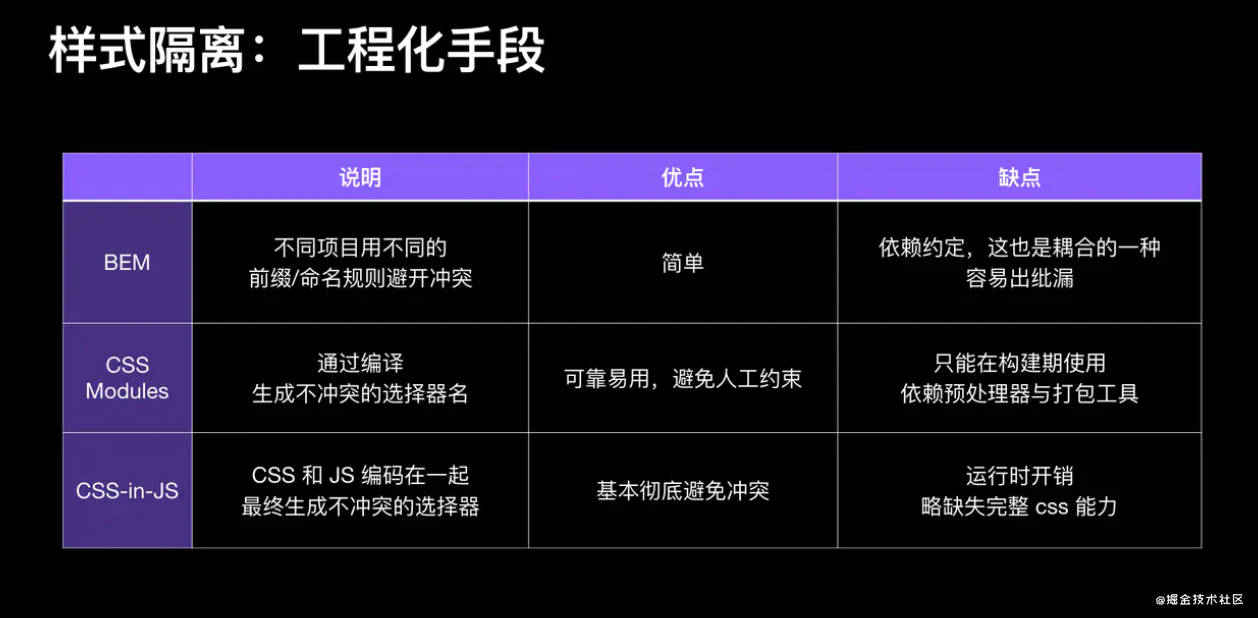 样式隔离：工程化手段
说明 优点 缺点
BEM
不同项目用不同的
前缀/命名规则避开冲突
简单
依赖约定，这也是耦合的一种
容易出纰漏
CSS
Modules
通过编译
生成不冲突的选择器名
可靠易用，避免人工约束
只能在构建期使用
依赖预处理器与打包工具
CSS-in-JS
CSS 和 JS 编码在一起
最终生成不冲突的选择器
基本彻底避免冲突
运行时开销
略缺失完整 css 能力
@掘金技术社区